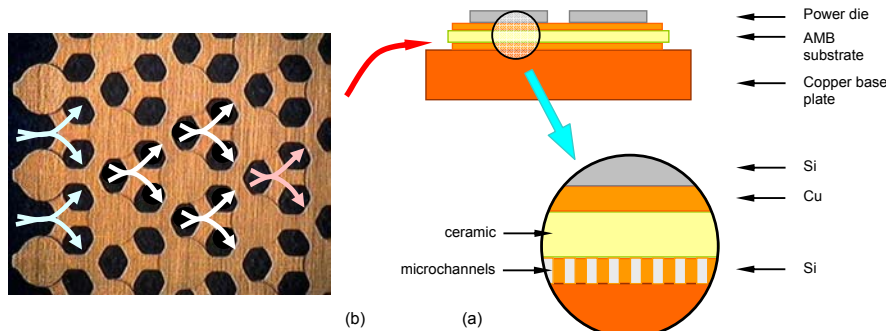 Power die
AMB
substrate
Copper base
plate
Si
Cu
ceramic
microchannels
Si
(b)
(a)